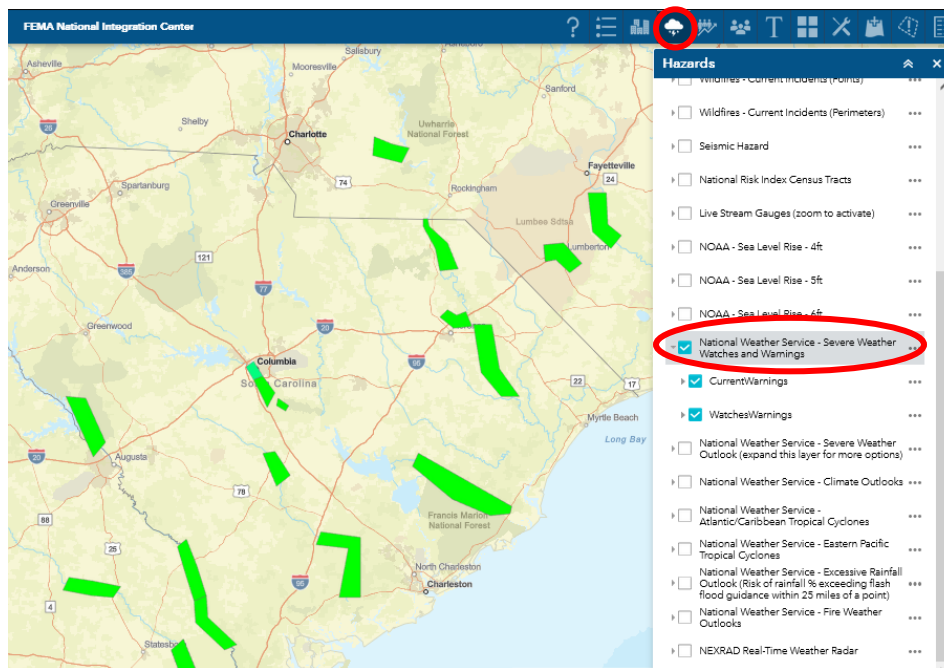 FEMA National Integration Center
?
T
Hazards
Wildfires - Current Incidents (Points)
Wildfires - Current Incidents (Perimeters)
Seismic Hazard
National Risk Index Census Tracts
Live Stream Gauges (zoom to activate)
NOAA - Sea Level Rise - 4ft
NOAA - Sea Level Rise - 5ft
NOAA - Sea Level Rise - 6ft
National Weather Service - Severe Weather
Watches and Warnings
CurrentWarnings
WatchesWarnings
National Weather Service - Severe Weather
Outlook (expand this layer for more options)
National Weather Service - Climate Outlooks
National Weather Service -
Atlantic/Caribbean Tropical Cyclones
National Weather Service - Eastern Pacific
Tropical Cyclones
National Weather Service - Excessive Rainfall
Outlook (Risk of rainfall % exceeding flash
flood guidance within 25 miles of a point)
National Weather Service - Fire Weather
Outlooks
NEXRAD Real-Time Weather Radar
Salisbury
Asheville
Mooresville
Sanford
26
Shelby
Charlotte
Uwharrie
National Forest
Fayetteville
74
24
Spartanburg
Rockingham
Greenville
Lumbee Sdtsa
Lumberton
121
Anderson
385
77
Greenwood
20
Columbia
95
South Carolina
22
17
Myrtle Beach
Long Bay
20
Augusta
78
Francis Marion
National Forest
88
25
North Charleston
95
Charleston
4
Statesboro